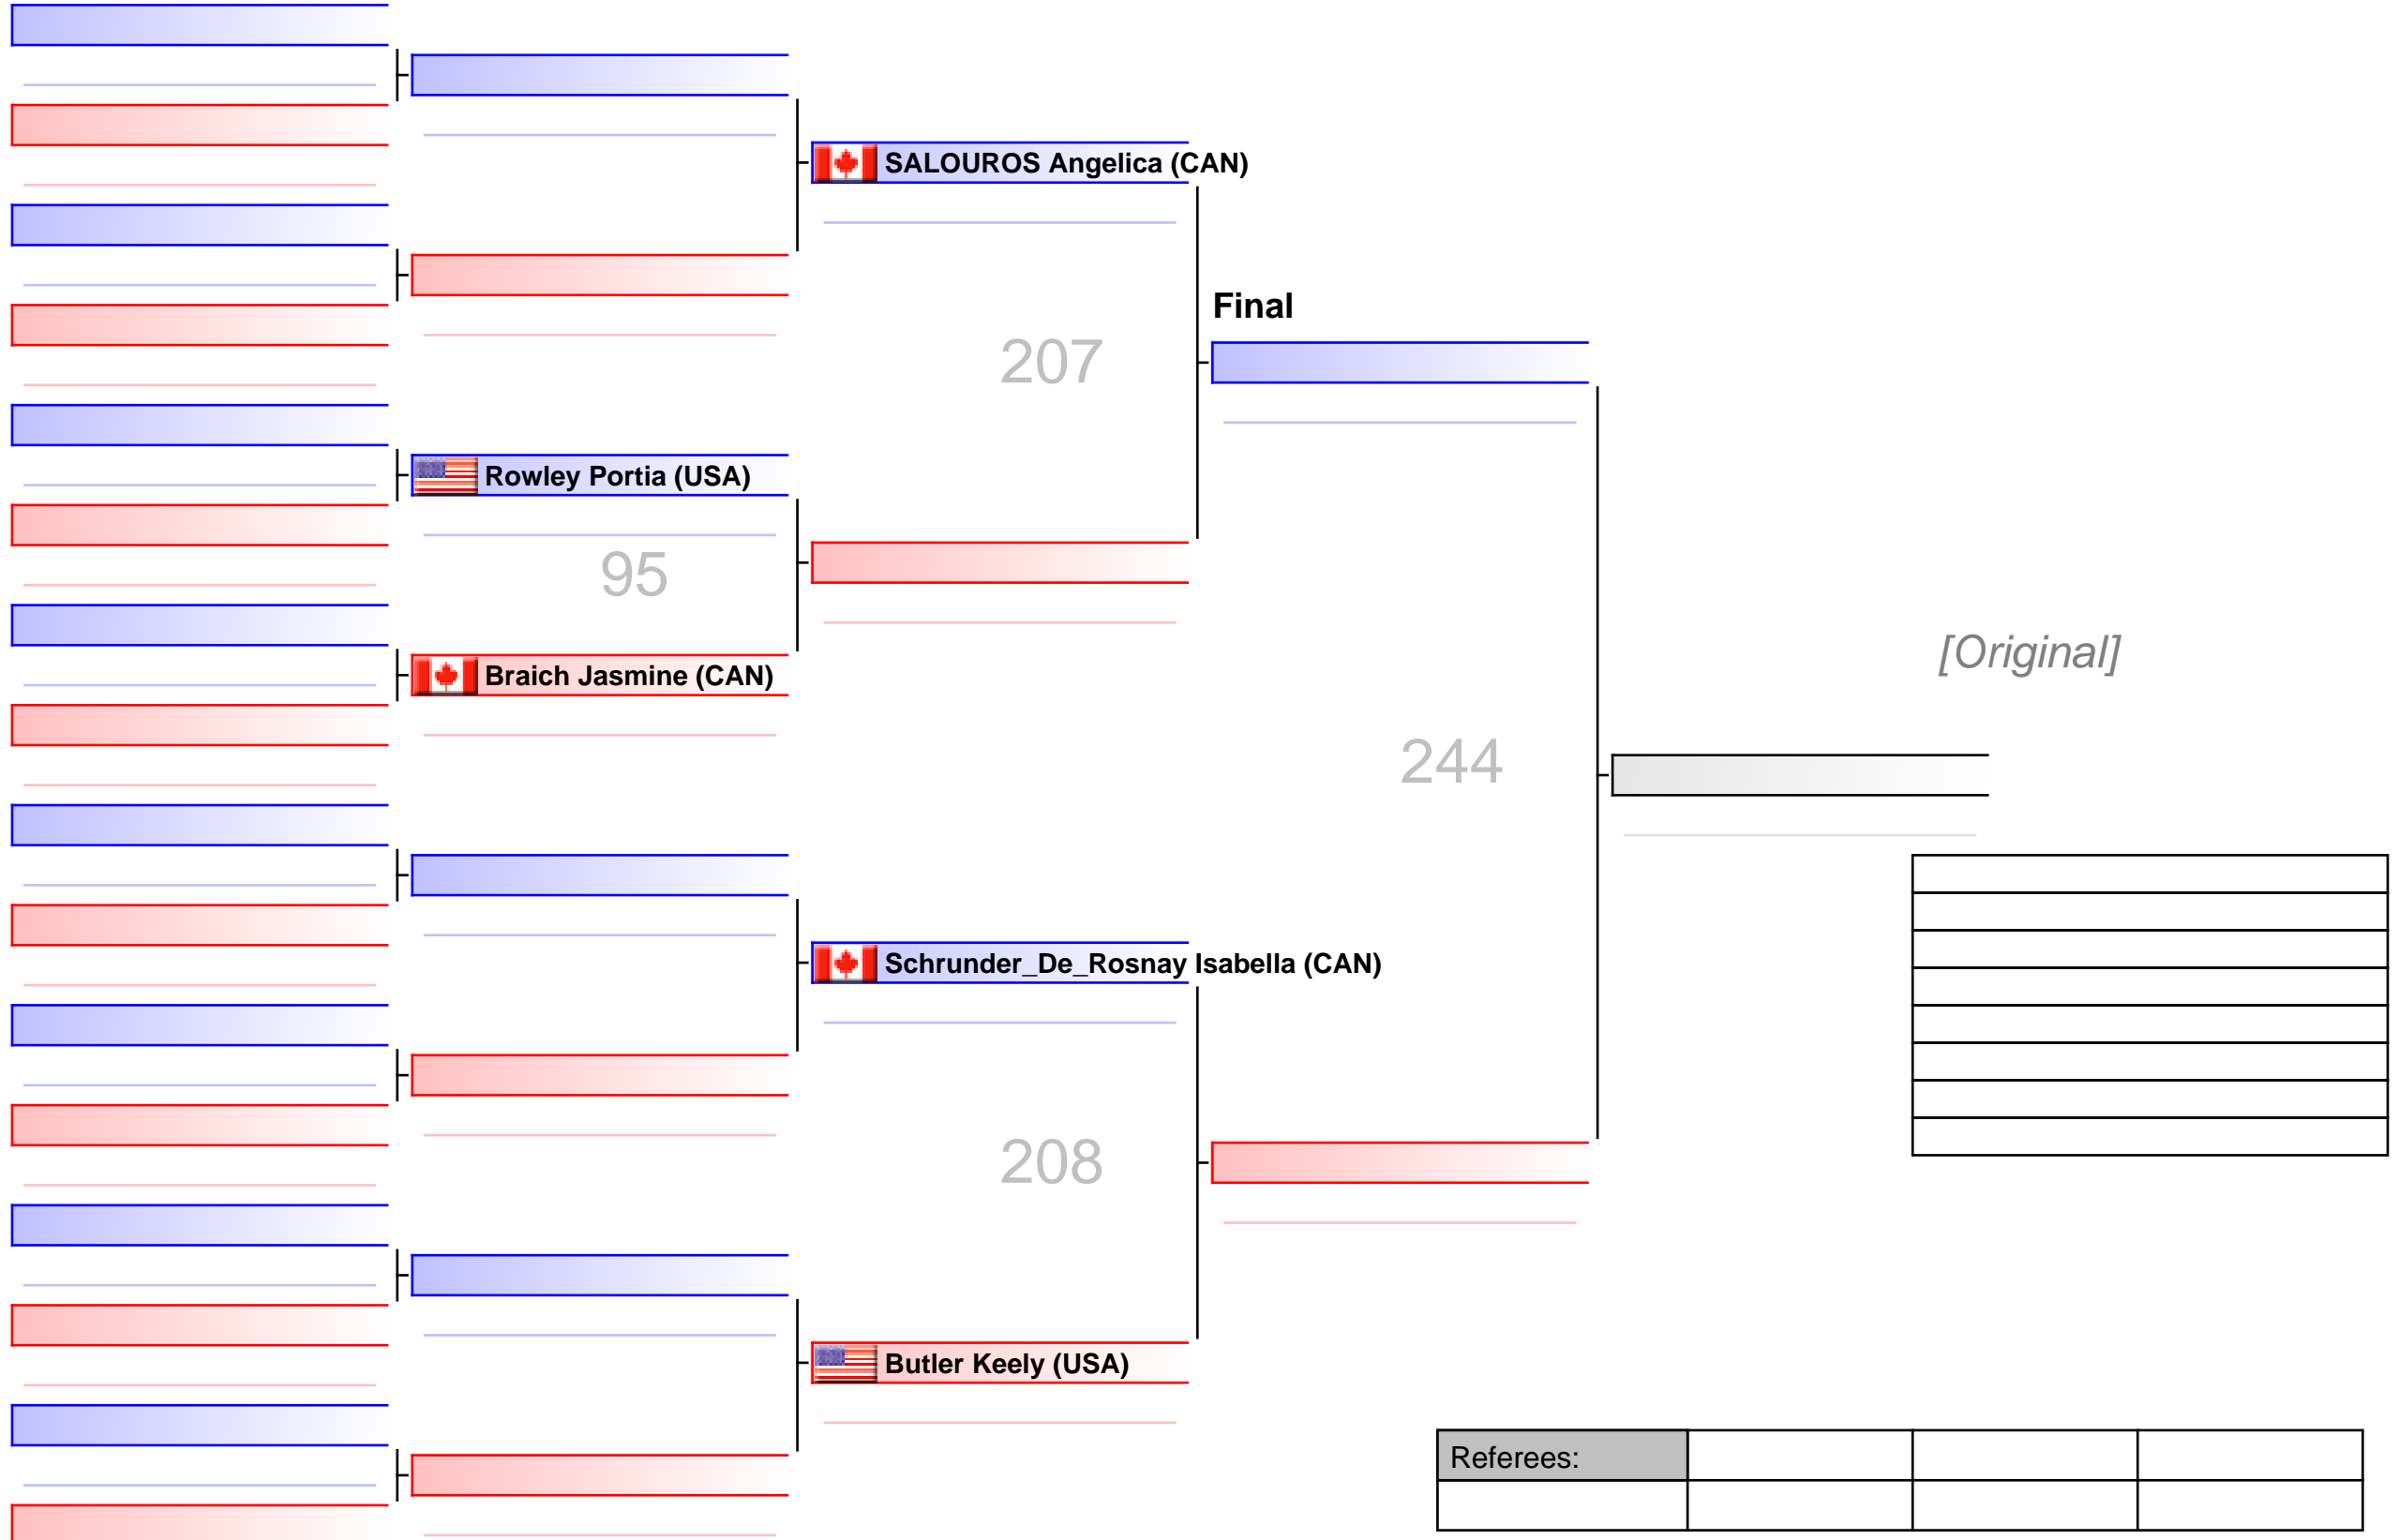 SALOUROS Angelica (CAN)
Final
207
Rowley Portia (USA)
95
[Original]
Braich Jasmine (CAN)
244
Schrunder_De_Rosnay Isabella (CAN)
208
Butler Keely (USA)
Referees: